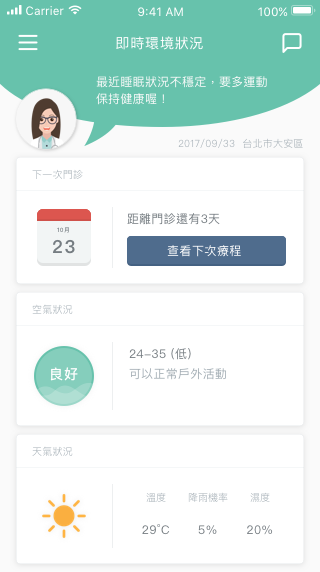 Carrier 9:41 AM 100%
即時環境狀況
最近睡眠狀況不穩定，要多運動
保持健康喔！
2017/09/33 台北市大安區
下一次門診
10月
23
距離門診還有3天
查看下次療程
空氣狀況
良好
24-35 (低)
可以正常戶外活動
天氣狀況
溫度 降雨機率 濕度
29°C 5% 20%